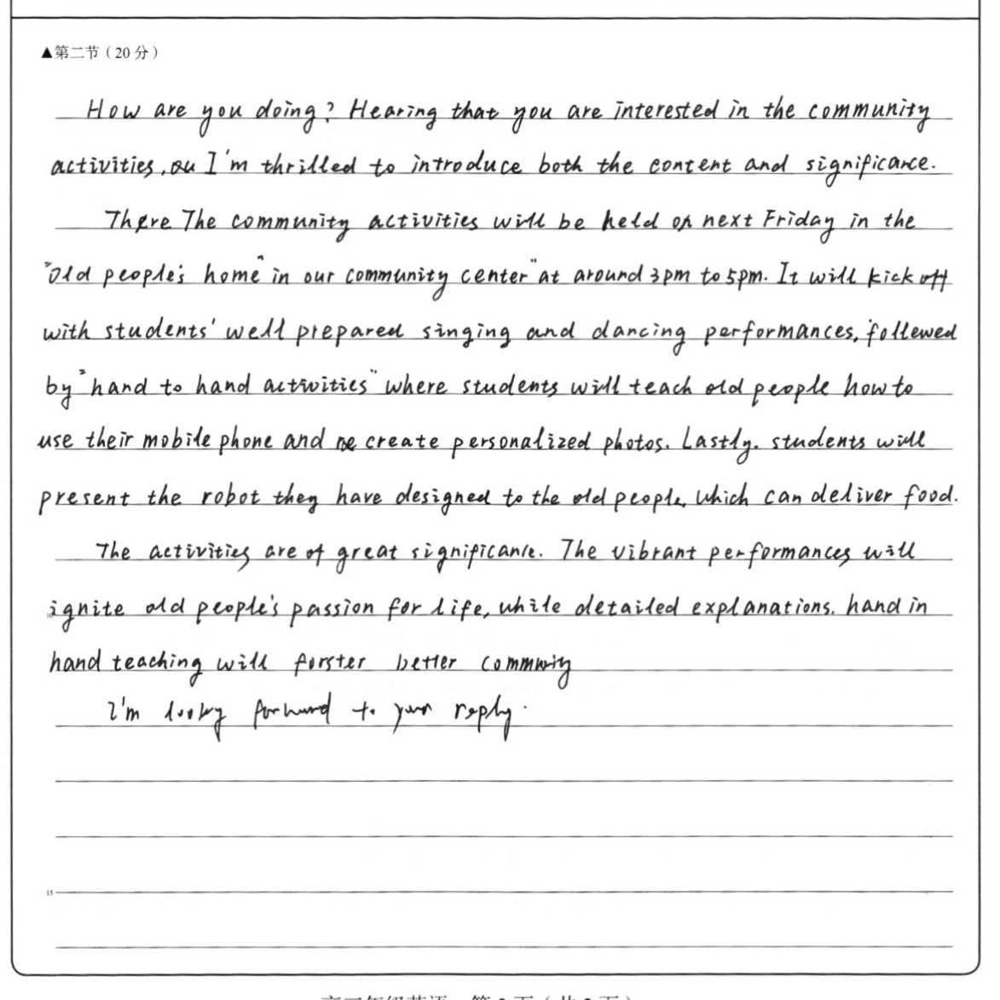 ▲第二节（20 分）
How are you doing? Hearing that you are interested in the community
activities, I'm thrilled to introduce both the content and significance.
There The community activities will be held on next Friday in the
"old people's home" in our community center "at around 3pm to 5pm. It will kick off
with students' well prepared singing and dancing performances, followed
by "hand to hand activities" where students will teach old people how to
use their mobile phone and create personalized photos. Lastly. students will
present the robot they have designed to the old people, which can deliver food.
The activities are of great significance. The vibrant performances will
ignite old people's passion for life, while detailed explanations. hand in
hand teaching will forster better
I'm forward to your reply.
15